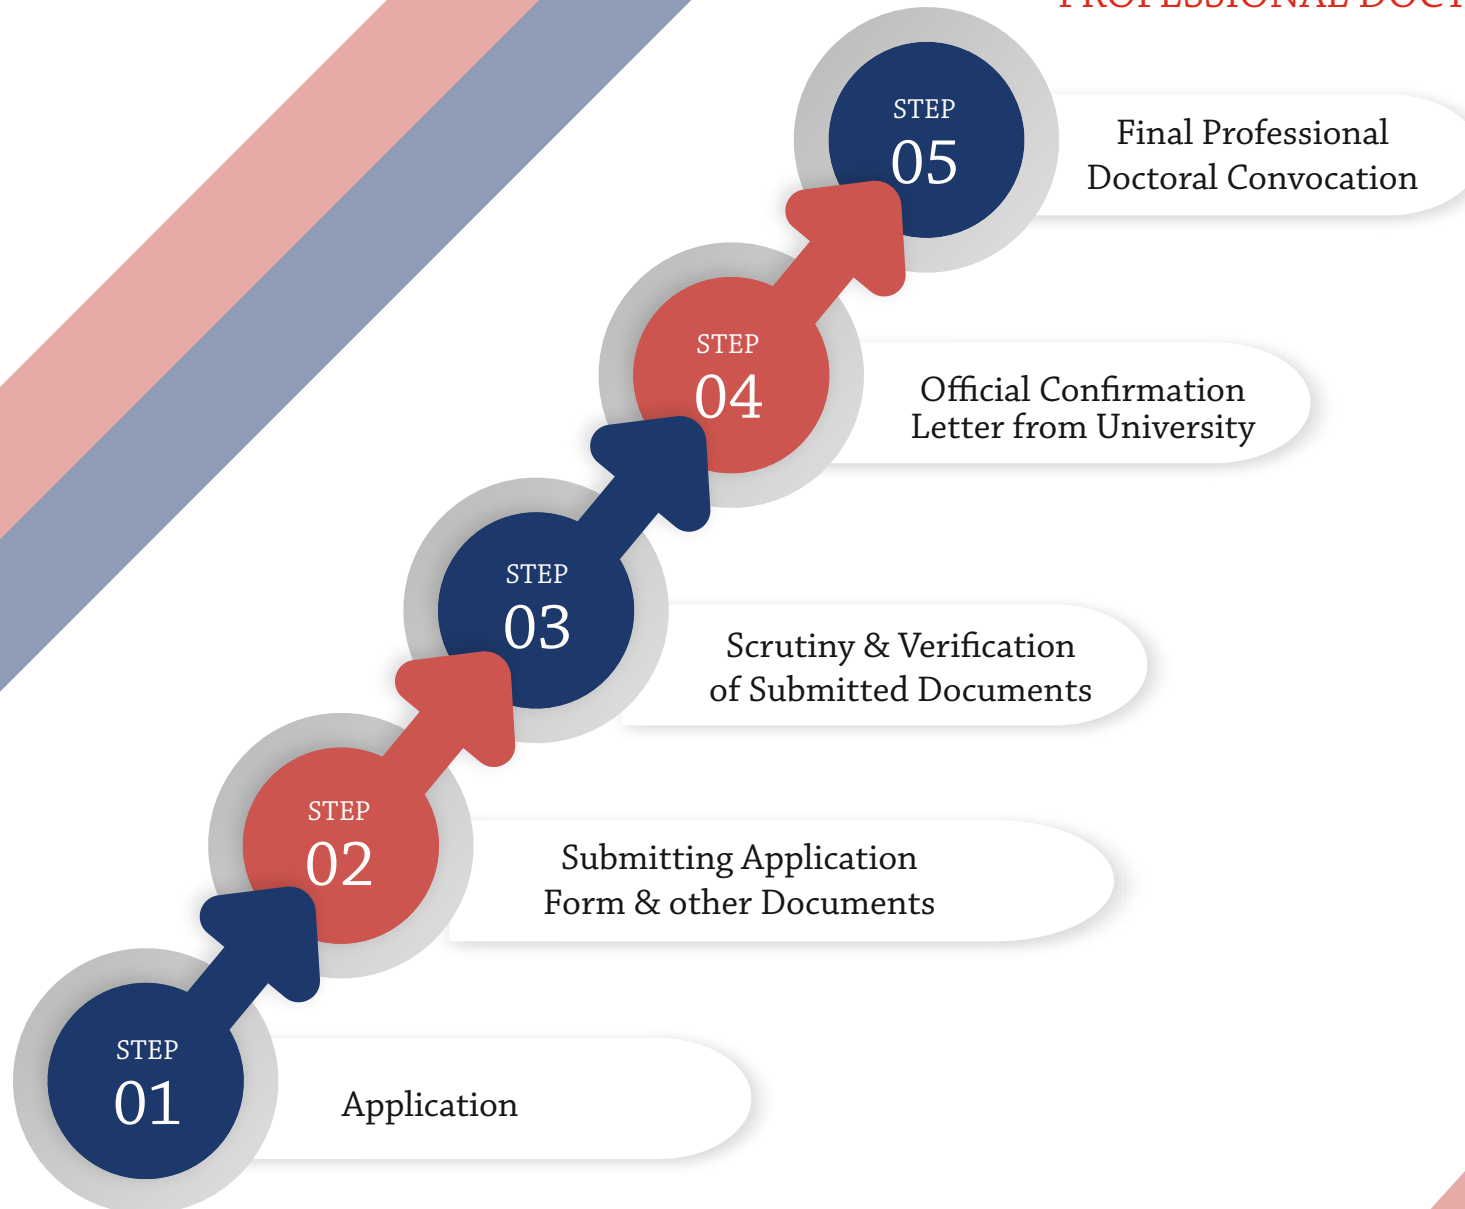 PROFESSIONAL
STEP
05
Final Professional
Doctoral Convocation
STEP
04
Official Confirmation
Letter from University
STEP
03
Scrutiny & Verification
of Submitted Documents
STEP
02
Submitting Application
Form & other Documents
STEP
01
Application